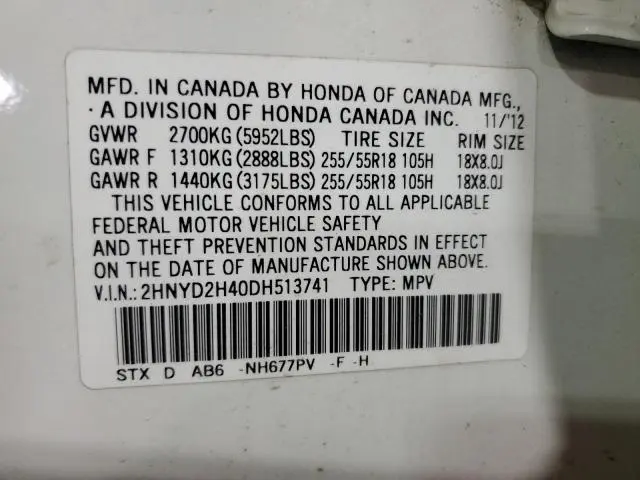 MFD. IN CANADA BY HONDA OF CANADA MFG.,
· A DIVISION OF HONDA CANADA INC. 11/'12
GVWR 2700KG (5952LBS) TIRE SIZE RIM SIZE
GAWR F 1310KG (2888LBS) 255/55R18 105H 18X8.0J
GAWR R 1440KG (3175LBS) 255/55R18 105H 18X8.0J
THIS VEHICLE CONFORMS TO ALL APPLICABLE
FEDERAL MOTOR VEHICLE SAFETY
AND THEFT PREVENTION STANDARDS IN EFFECT
ON THE DATE OF MANUFACTURE SHOWN ABOVE.
V.I.N.: 2HNYD2H40DH513741 TYPE: MPV
STX D AB6 -NH677PV -F -H